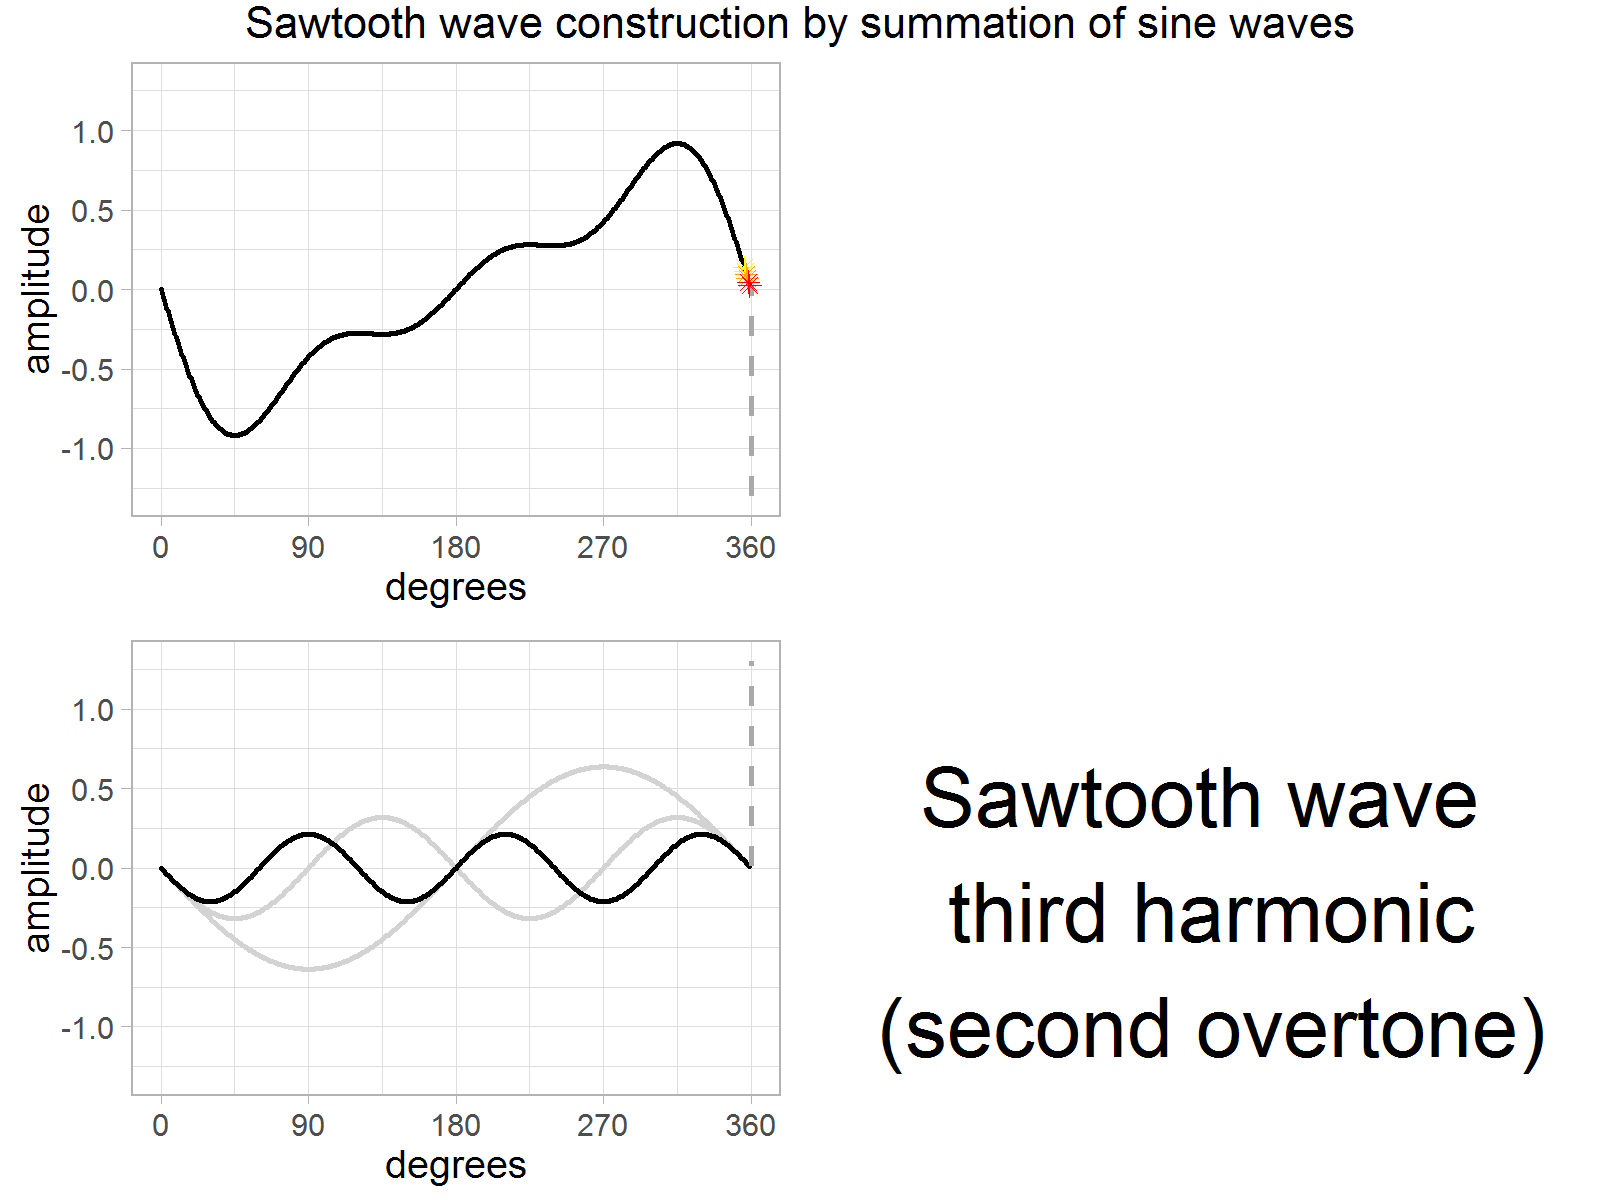 Sawtooth wave construction by summation of sine waves
amplitude
1.0
0.5
0.0
-0.5
-1.0
0 90 180 270 360
degrees
amplitude
1.0
0.5
0.0
-0.5
-1.0
0 90 180 270 360
degrees
Sawtooth wave
third harmonic
(second overtone)